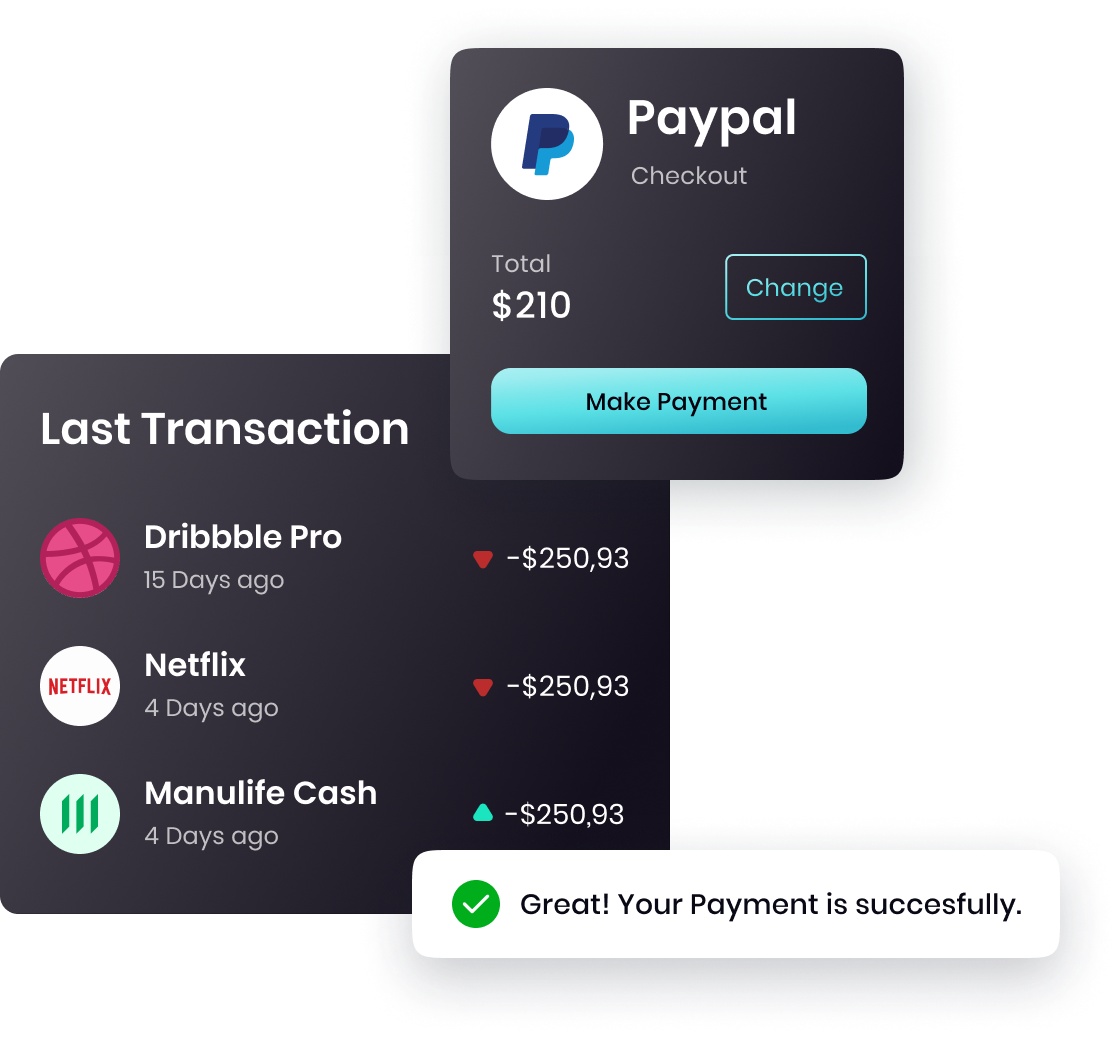 Paypal
Checkout
Total
$210
Change
Make Payment
Last Transaction
Dribbble Pro
15 Days ago
-$250,93
NETFLIX
Netflix
4 Days ago
-$250,93
Manulife Cash
4 Days ago
-$250,93
Great! Your Payment is succesfully.